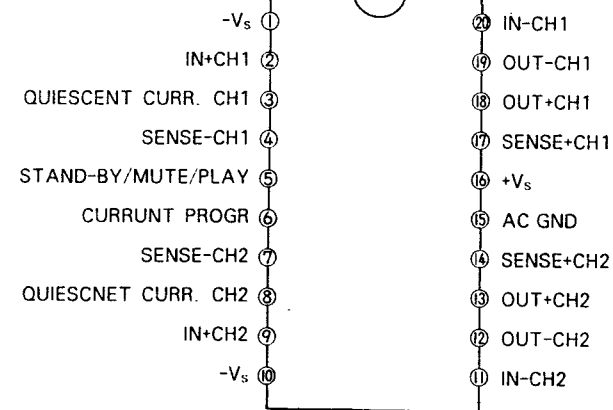 -Vs ① ⑳ IN-CH1
IN+CH1 ② ⑲ OUT-CH1
QUIESCENT CURR. CH1 ③ ⑱ OUT+CH1
SENSE-CH1 ④ ⑰ SENSE+CH1
STAND-BY/MUTE/PLAY ⑤ ⑯ +Vs
CURRUNT PROGR ⑥ ⑮ AC GND
SENSE-CH2 ⑦ ⑭ SENSE+CH2
QUIESCNET CURR. CH2 ⑧ ⑬ OUT+CH2
IN+CH2 ⑨ ⑫ OUT-CH2
-Vs ⑩ ⑪ IN-CH2